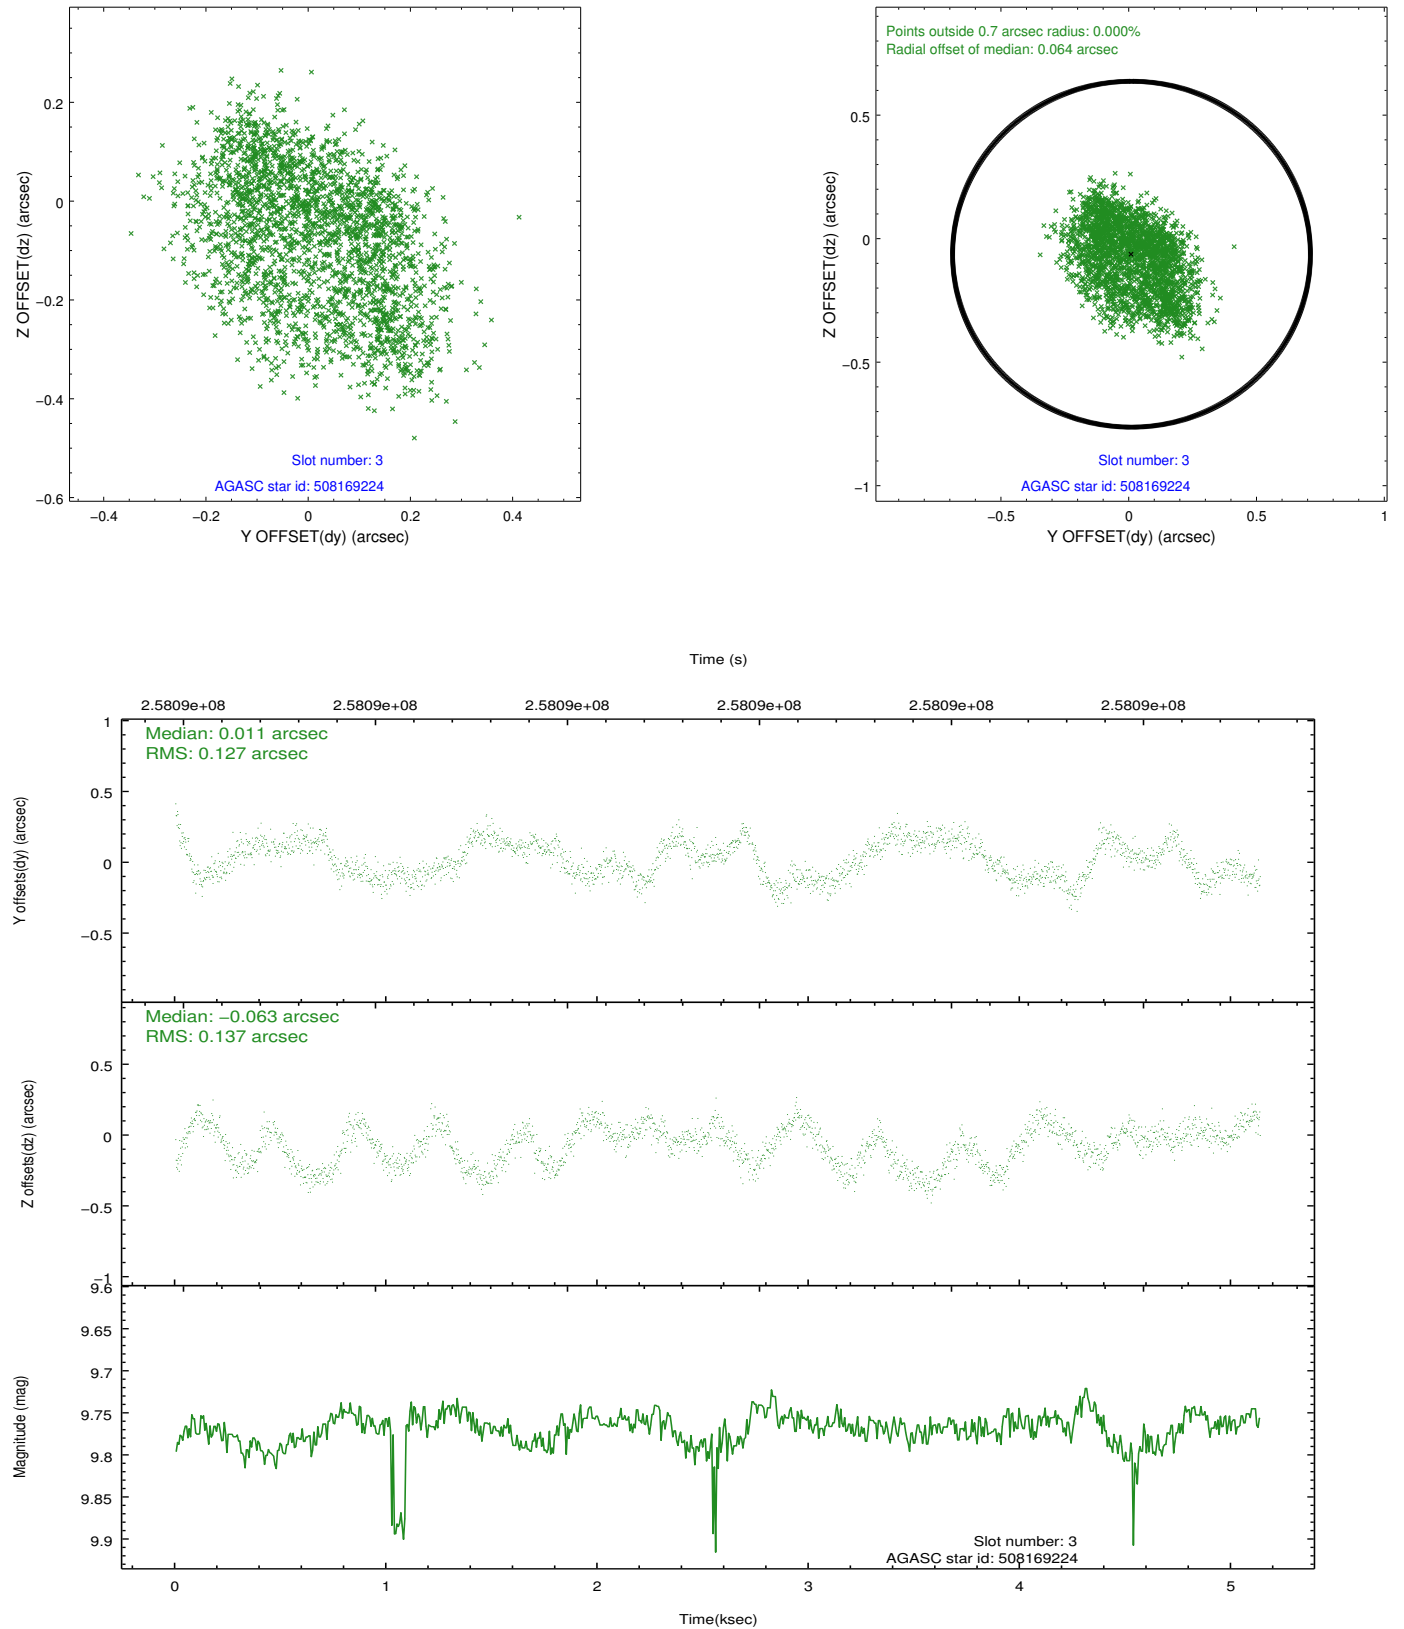 0.2
0
−0.2
−0.4
−0.6
Z OFFSET(dz) (arcsec)
Slot number: 3
AGASC star id: 508169224
−0.4
−0.2
0
0.2
0.4
Y OFFSET(dy) (arcsec)
Points outside 0.7 arcsec radius: 0.000%
Radial offset of median: 0.064 arcsec
0.5
0
−0.5
−1
Z OFFSET(dz) (arcsec)
Slot number: 3
AGASC star id: 508169224
−0.5
0
0.5
1
Y OFFSET(dy) (arcsec)
Time (s)
2.5809e+08
2.5809e+08
2.5809e+08
2.5809e+08
2.5809e+08
2.5809e+08
Median: 0.011 arcsec
RMS: 0.127 arcsec
1
0.5
0
−0.5
Y offsets(dy) (arcsec)
Median: −0.063 arcsec
RMS: 0.137 arcsec
0.5
0
−0.5
−1
Z offsets(dz) (arcsec)
9.6
9.65
9.7
9.75
9.8
9.85
9.9
Magnitude (mag)
Slot number: 3
AGASC star id: 508169224
0
1
2
3
4
5
Time(ksec)